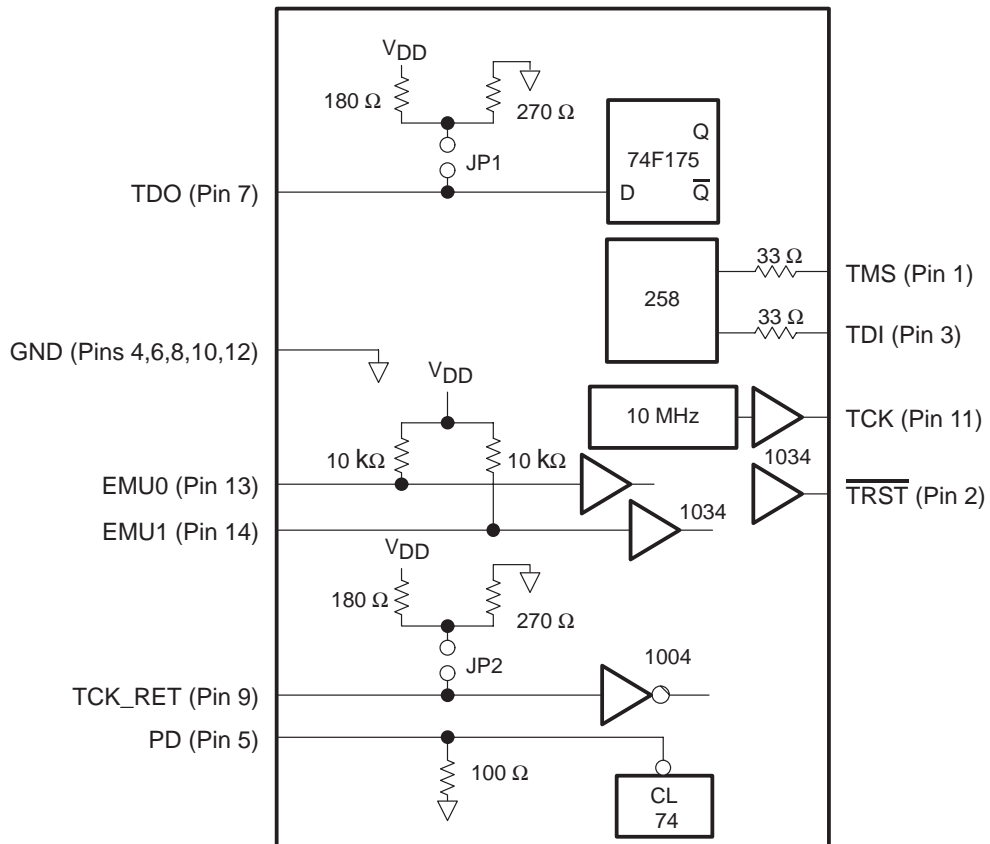 VDD
180 Ω
270 Ω
JP1
Q
74F175
D
Q̅
TDO (Pin 7)
33 Ω
TMS (Pin 1)
258
33 Ω
TDI (Pin 3)
GND (Pins 4,6,8,10,12)
VDD
10 MHz
TCK (Pin 11)
10 kΩ
10 kΩ
1034
EMU0 (Pin 13)
T̅R̅S̅T̅ (Pin 2)
1034
EMU1 (Pin 14)
VDD
180 Ω
270 Ω
JP2
1004
TCK_RET (Pin 9)
PD (Pin 5)
100 Ω
CL
74